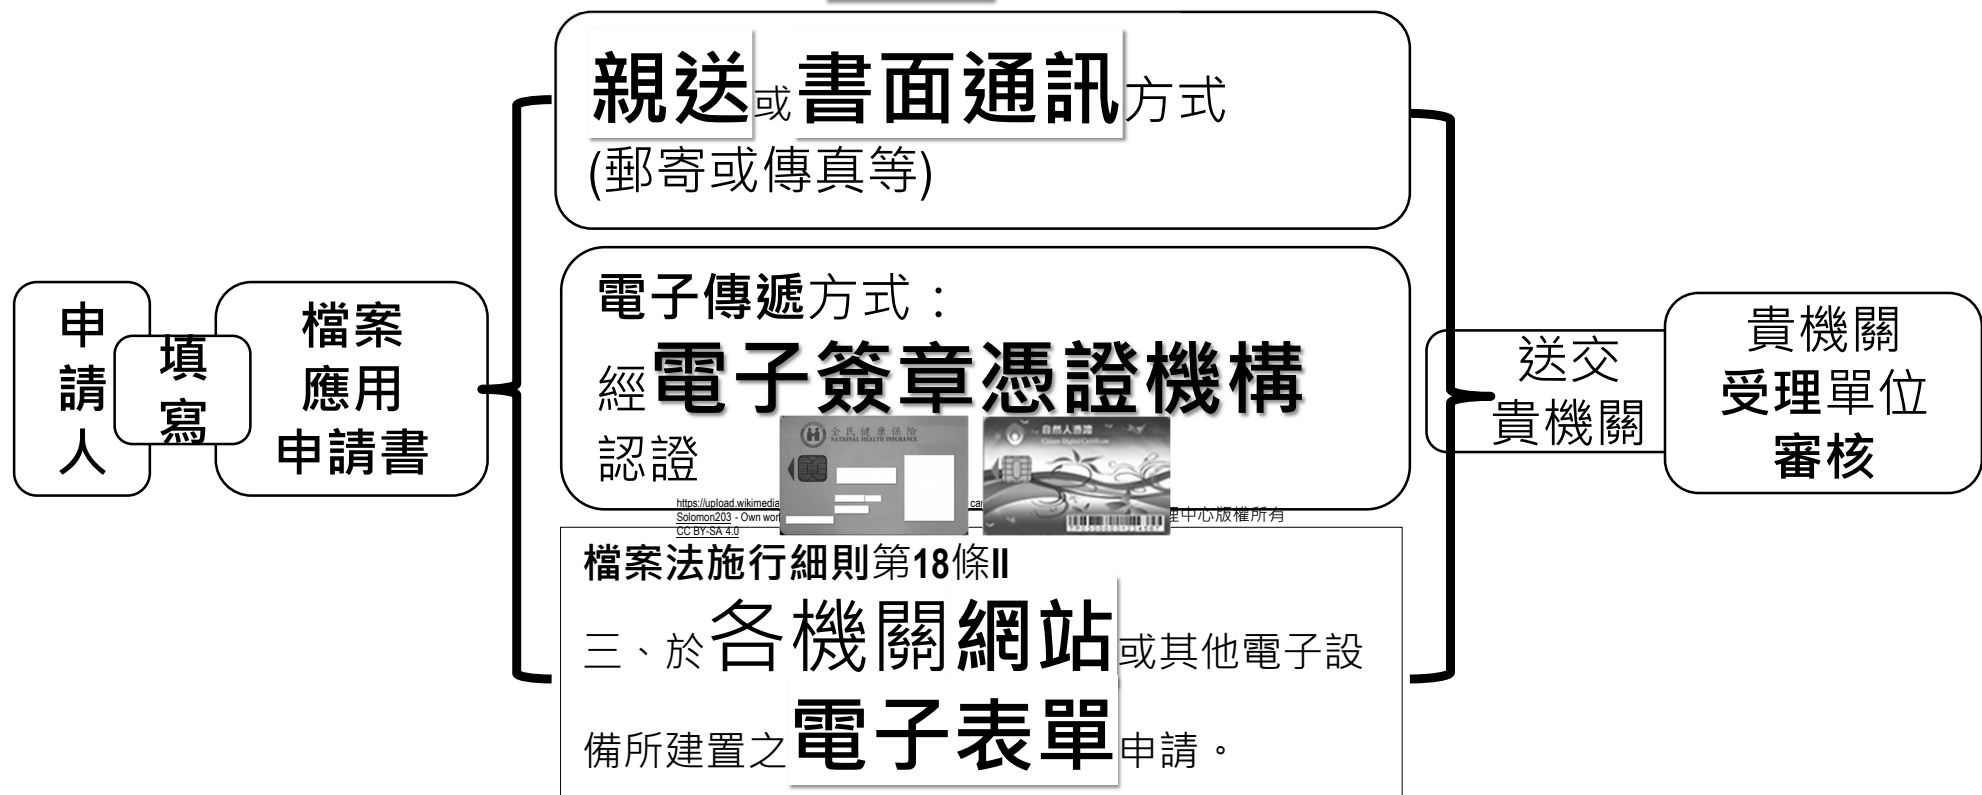 申
請
人
填
寫
檔案
應用
申請書
親送或書面通訊方式
(郵寄或傳真等)
電子傳遞方式：
經電子簽章憑證機構
認證
全民健康保險
NATIONAL HEALTH INSURANCE
自然人憑證
Citizen Digital Certificate
https://upload.wikimedia
Solomon203 - Own wor
CC BY-SA 4.0
理中心版權所有
檔案法施行細則第18條II
三、於各機關網站或其他電子設
備所建置之電子表單申請。
送交
貴機關
貴機關
受理單位
審核